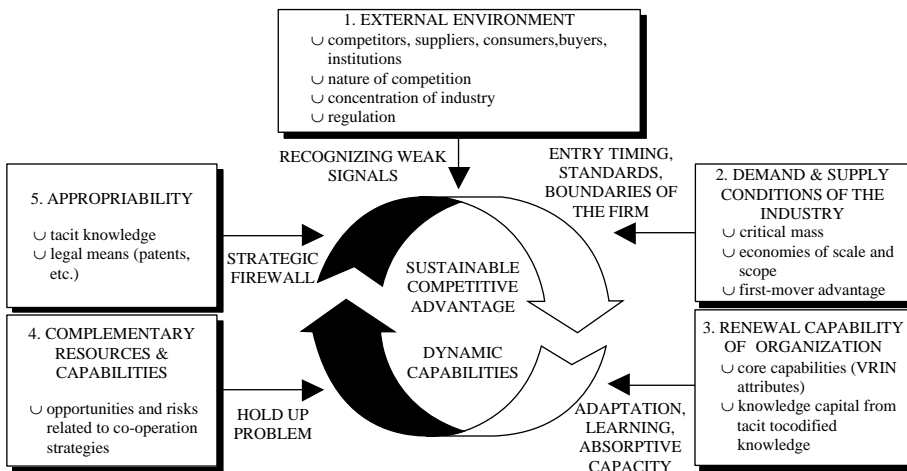 1. EXTERNAL ENVIRONMENT
∪ competitors, suppliers, consumers,buyers,
institutions
∪ nature of competition
∪ concentration of industry
∪ regulation
RECOGNIZING WEAK
SIGNALS
ENTRY TIMING,
STANDARDS,
BOUNDARIES OF
THE FIRM
2. DEMAND & SUPPLY
CONDITIONS OF THE
INDUSTRY
∪ critical mass
∪ economies of scale and
scope
∪ first-mover advantage
5. APPROPRIABILITY
∪ tacit knowledge
∪ legal means (patents,
etc.)
STRATEGIC
FIREWALL
SUSTAINABLE
COMPETITIVE
ADVANTAGE
DYNAMIC
CAPABILITIES
3. RENEWAL CAPABILITY
OF ORGANIZATION
∪ core capabilities (VRIN
attributes)
∪ knowledge capital from
tacit tocodified
knowledge
ADAPTATION,
LEARNING,
ABSORPTIVE
CAPACITY
4. COMPLEMENTARY
RESOURCES &
CAPABILITIES
∪ opportunities and risks
related to co-operation
strategies
HOLD UP
PROBLEM